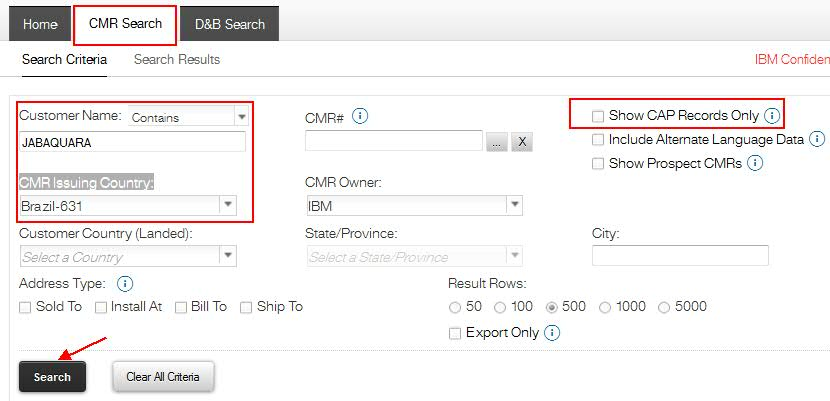 Home CMR Search D&B Search
Search Criteria Search Results IBM Confiden
Customer Name: Contains CMR# Show CAP Records Only
JABAQUARA ... X Include Alternate Language Data
Show Prospect CMRs
CMR Issuing Country: CMR Owner:
Brazil-631 IBM
Customer Country (Landed): State/Province: City:
Select a Country Select a State/Province
Address Type: Result Rows:
Sold To Install At Bill To Ship To 50 100 500 1000 5000
Export Only
Search Clear All Criteria